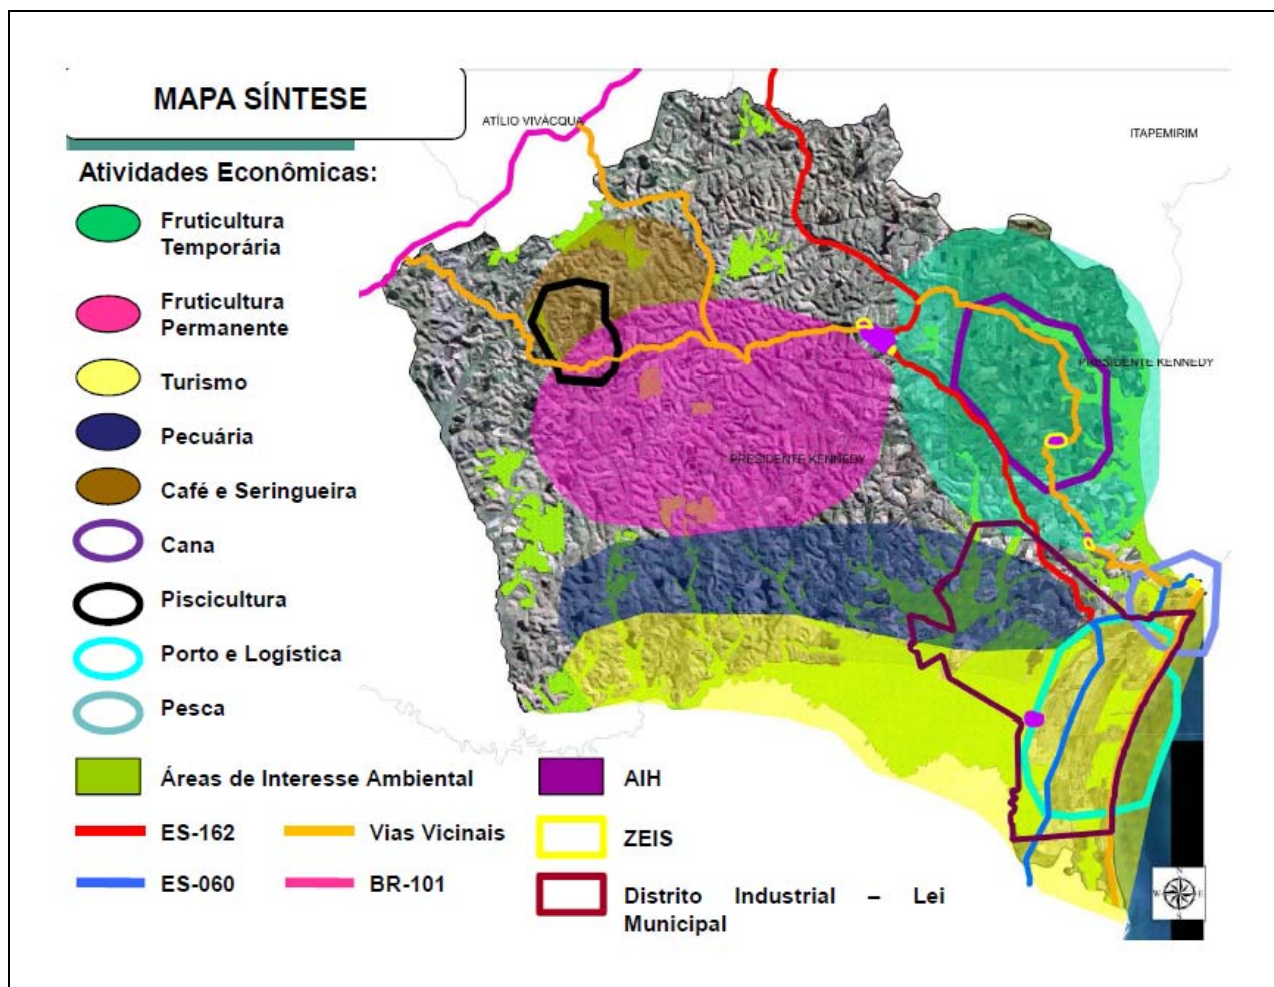 MAPA SÍNTESE
ATÍLIO VIVÁCQUA
ITAPEMIRIM
Atividades Econômicas:
Fruticultura
Temporária
Fruticultura
Permanente
Turismo
Pecuária
Café e Seringueira
Cana
Piscicultura
Porto e Logística
Pesca
PRESIDENTE KENNEDY
PRESIDENTE KENNEDY
Áreas de Interesse Ambiental
AIH
ES-162
Vias Vicinais
ZEIS
ES-060
BR-101
Distrito Industrial – Lei
Municipal
N
W E
S